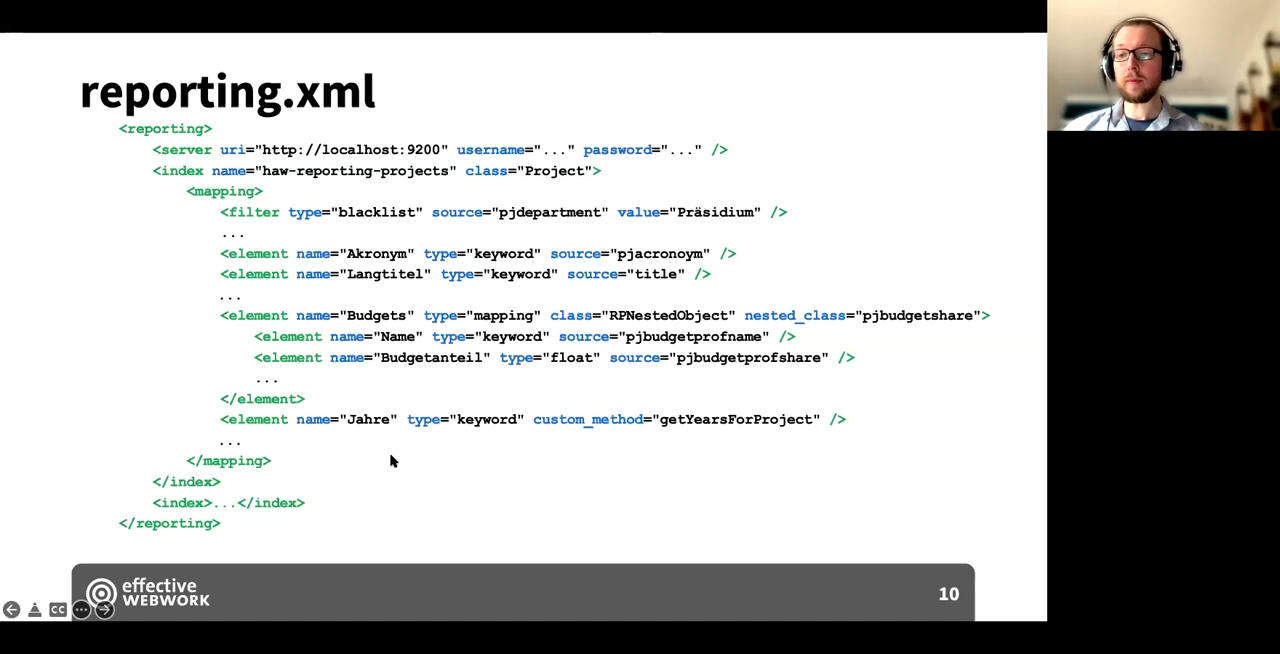 reporting.xml
<reporting>
<server uri="http://localhost:9200" username="..." password="..." />
<index name="haw-reporting-projects" class="Project">
<mapping>
<filter type="blacklist" source="pjdepartment" value="Präsidium" />
...
<element name="Akronym" type="keyword" source="pjacronoym" />
<element name="Langtitel" type="keyword" source="title" />
...
<element name="Budgets" type="mapping" class="RPNestedObject" nested_class="pjbudgetshare">
<element name="Name" type="keyword" source="pjbudgetprofname" />
<element name="Budgetanteil" type="float" source="pjbudgetprofshare" />
...
</element>
<element name="Jahre" type="keyword" custom_method="getYearsForProject" />
...
</mapping>
</index>
<index>...</index>
</reporting>
effective
WEBWORK
10
CC